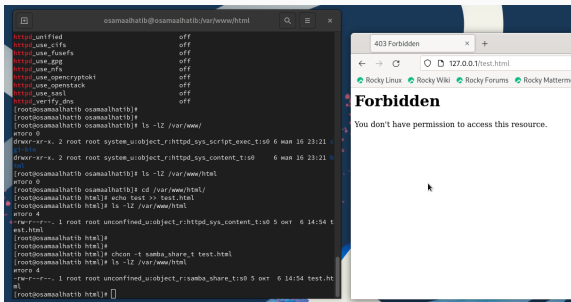 osamaalhatib@osamaalhatib:/var/www/html
httpd_unified off
httpd_use_cifs off
httpd_use_fusefs off
httpd_use_gpg off
httpd_use_nfs off
httpd_use_opencryptoki off
httpd_use_openstack off
httpd_use_sasl off
httpd_verify_dns off
[root@osamaalhatib osamaalhatib]#
[root@osamaalhatib osamaalhatib]#
[root@osamaalhatib osamaalhatib]# ls -lZ /var/www/
итого 0
drwxr-xr-x. 2 root root system_u:object_r:httpd_sys_script_exec_t:s0 6 мая 16 23:21
gi-bin
drwxr-xr-x. 2 root root system_u:object_r:httpd_sys_content_t:s0 6 мая 16 23:21
[root@osamaalhatib osamaalhatib]# ls -lZ /var/www/html
итого 0
[root@osamaalhatib osamaalhatib]# cd /var/www/html/
[root@osamaalhatib html]# echo test >> test.html
[root@osamaalhatib html]# ls -lZ /var/www/html
итого 4
-rw-r--r--. 1 root root unconfined_u:object_r:httpd_sys_content_t:s0 5 окт 6 14:54 t
est.html
[root@osamaalhatib html]#
[root@osamaalhatib html]#
[root@osamaalhatib html]# chcon -t samba_share_t test.html
[root@osamaalhatib html]# ls -lZ /var/www/html
итого 4
-rw-r--r--. 1 root root unconfined_u:object_r:samba_share_t:s0 5 окт 6 14:54 test.ht
ml
[root@osamaalhatib html]#
403 Forbidden
127.0.0.1/test.html
Rocky Linux Rocky Wiki Rocky Forums Rocky Matterm
Forbidden
You don't have permission to access this resource.